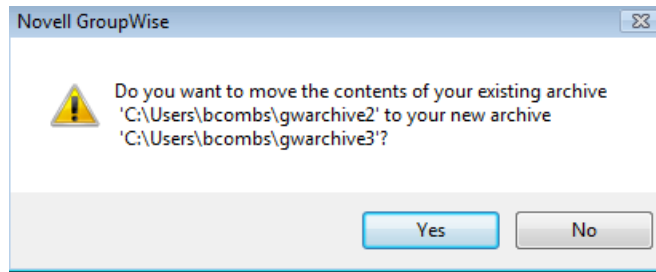 Novell GroupWise
Do you want to move the contents of your existing archive
'C:\Users\bcombs\gwarchive2' to your new archive
'C:\Users\bcombs\gwarchive3'?
Yes
No